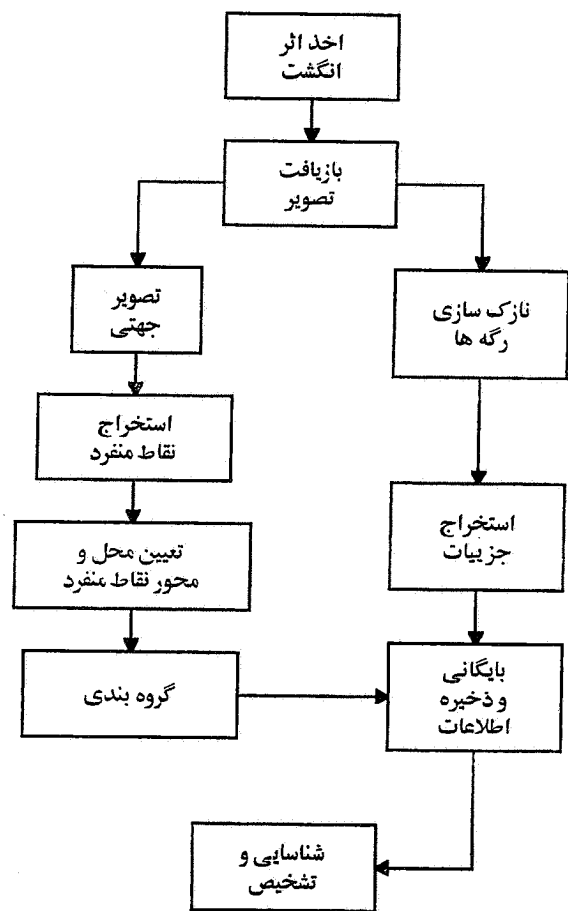 اخذ اثر
انگشت
بازیافت
تصویر
تصویر
جهتی
نازک سازی
رگه ها
استخراج
نقاط منفرد
استخراج
جزییات
تعیین محل و
محور نقاط منفرد
گروه بندی
بایگانی
و ذخیره
اطلاعات
شناسایی و
تشخیص